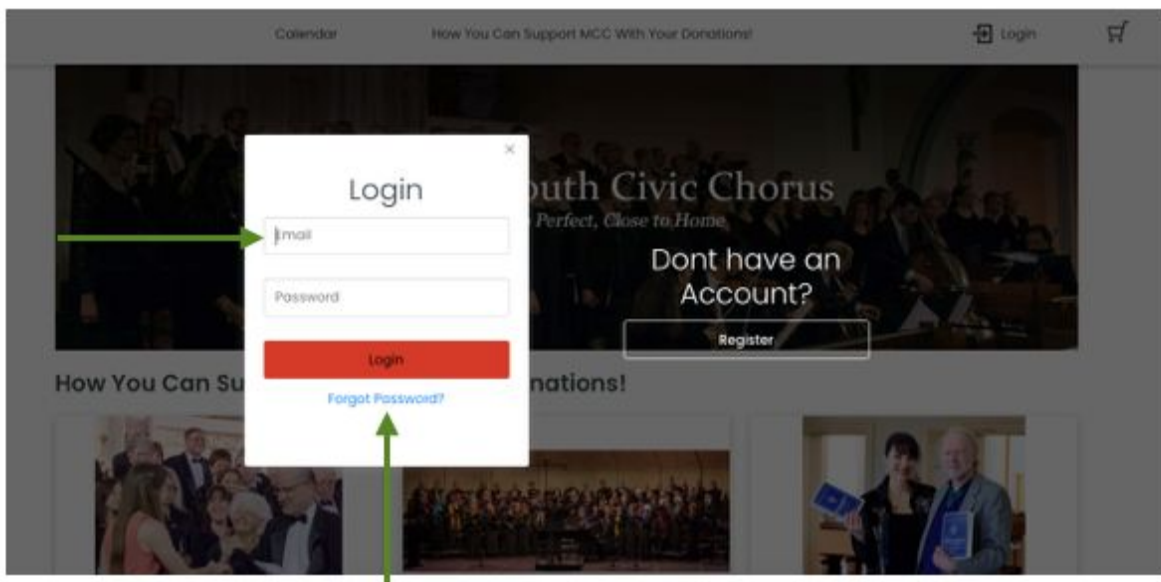 Calendar
How You Can Support MCC With Your Donations!
Login
×
Login
outh Civic Chorus
Perfect, Close to Home
Email
Password
Login
Forgot Password?
Dont have an
Account?
Register
How You Can Su nations!